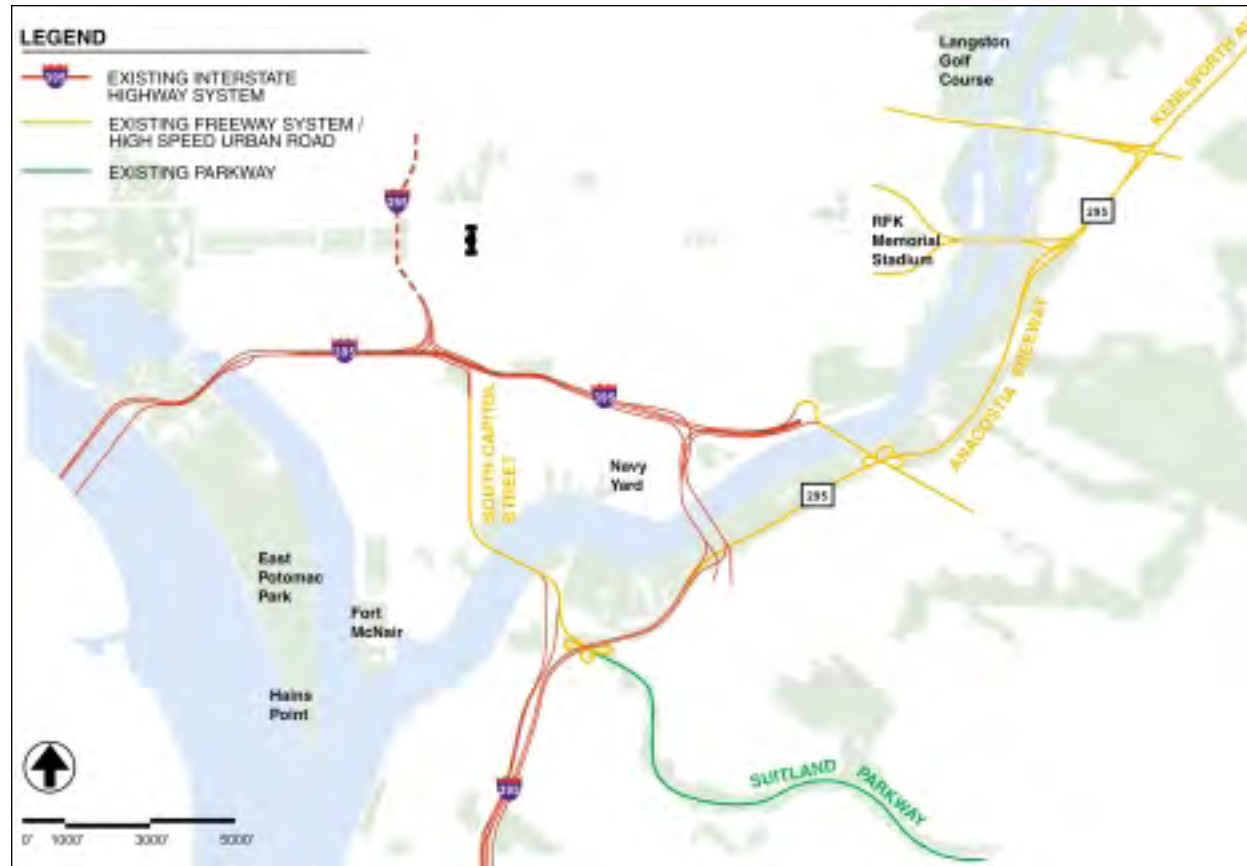 LEGEND
EXISTING INTERSTATE
HIGHWAY SYSTEM
EXISTING FREEWAY SYSTEM /
HIGH SPEED URBAN ROAD
EXISTING PARKWAY
Langston
Golf
Course
KENILWORTH AV
295
RFK
Memorial
Stadium
ANACOSTIA FREEWAY
395
395
SOUTH CAPITOL
STREET
Navy
Yard
295
East
Potomac
Park
Fort
McNair
Hains
Point
SUITLAND PARKWAY
0' 1000' 3000' 5000'